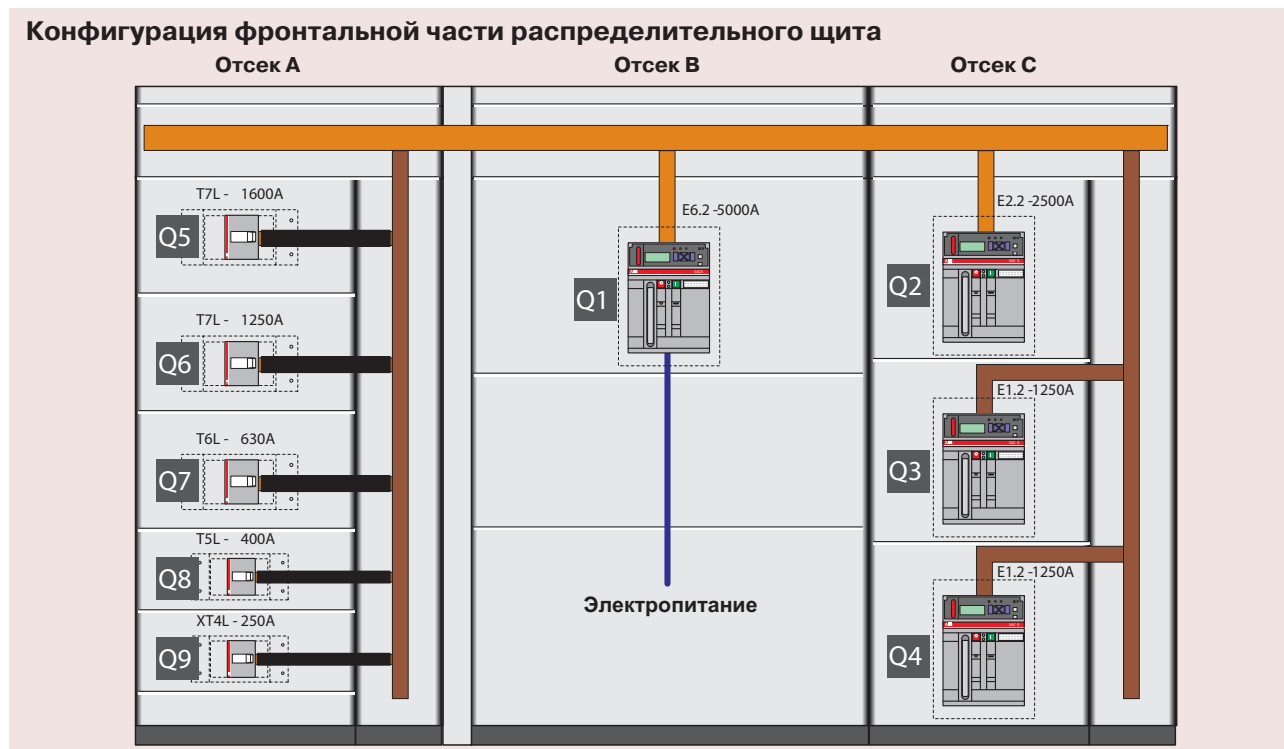 Конфигурация фронтальной части распределительного щита
Отсек A
Отсек B
Отсек C
T7L - 1600A
Q5
T7L - 1250A
Q6
T6L - 630A
Q7
T5L - 400A
Q8
XT4L - 250A
Q9
E6.2 -5000A
Q1
Электропитание
E2.2 -2500A
Q2
E1.2 -1250A
Q3
E1.2 -1250A
Q4